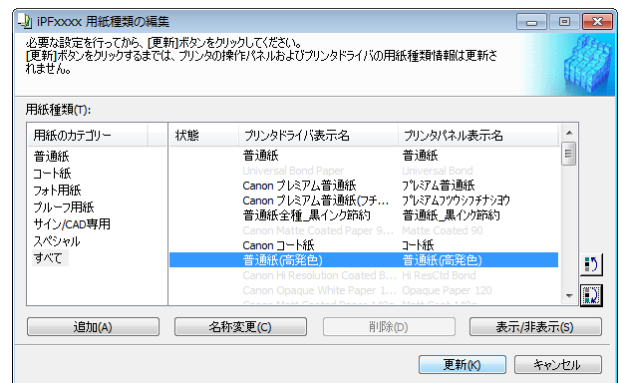 iPFxxxx 用紙種類の編集
必要な設定を行ってから、[更新]ボタンをクリックしてください。
[更新]ボタンをクリックするまでは、プリンタの操作パネルおよびプリンタドライバの用紙種類情報は更新さ
れません。
用紙種類(T):
用紙のカテゴリー 状態 プリンタドライバ表示名 プリンタパネル表示名
普通紙
コート紙
フォト用紙
プルーフ用紙
サイン/CAD専用
スペシャル
すべて
普通紙 普通紙
Universal Bond Paper Universal Bond
Canon プレミアム普通紙 プレミアム普通紙
Canon プレミアム普通紙(フチ... プレミアムフツウシフチナシヨウ
普通紙全種_黒インク節約 普通紙_黒インク節約
Canon Matte Coated Paper 9... Matte Coated 90
Canon コート紙 コート紙
普通紙(高発色) 普通紙(高発色)
Canon Hi Resolution Coated B... Hi ResCtd Bond
Canon Opaque White Paper 1... Opaque Paper 120
追加(A) 名称変更(C) 削除(D) 表示/非表示(S)
更新(K) キャンセル